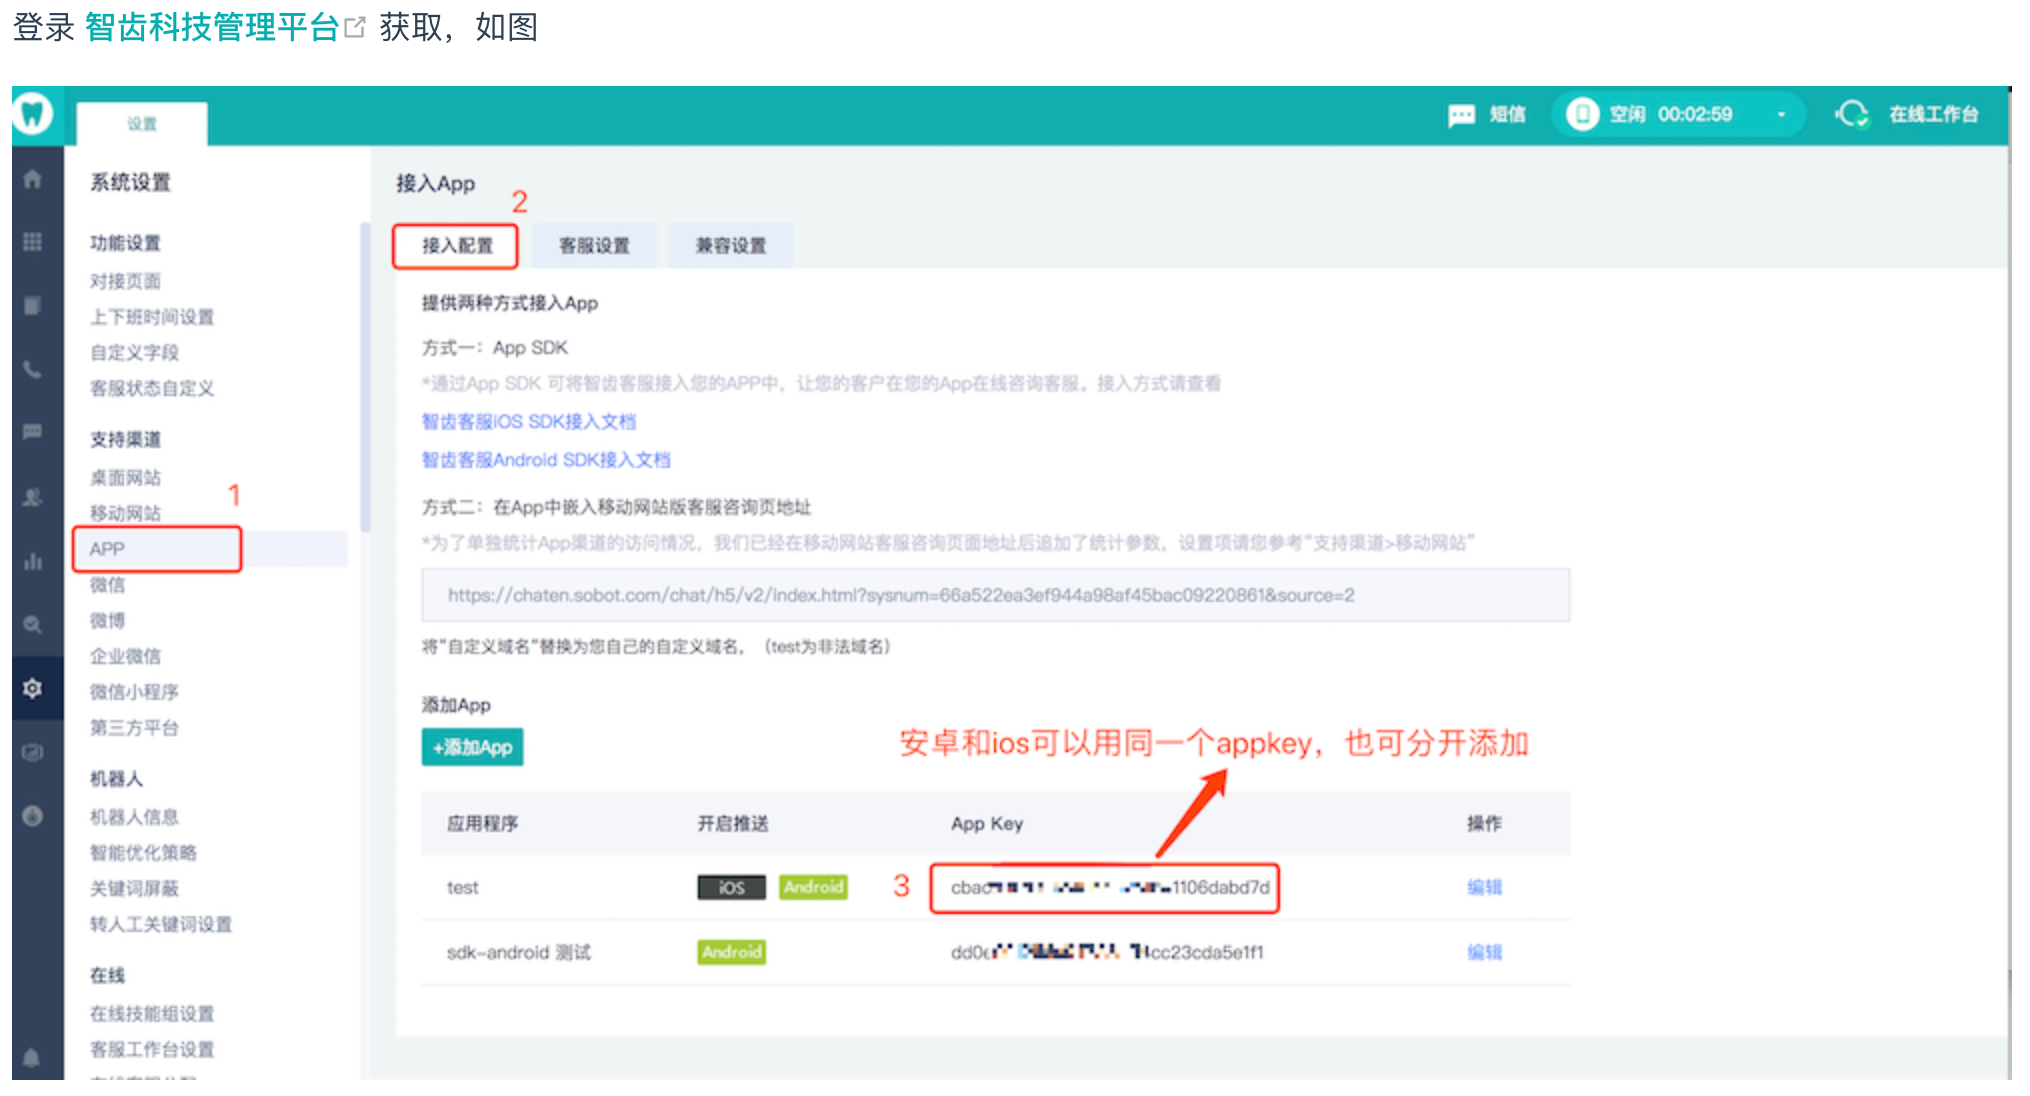 登录 智齿科技管理平台 获取，如图
设置
短信
空闲 00:02:59
在线工作台
系统设置
功能设置
对接页面
上下班时间设置
自定义字段
客服状态自定义
支持渠道
桌面网站
移动网站
1
APP
微信
微博
企业微信
微信小程序
第三方平台
机器人
机器人信息
智能优化策略
关键词屏蔽
转人工关键词设置
在线
在线技能组设置
客服工作台设置
接入App
2
接入配置 客服设置 兼容设置
提供两种方式接入App
方式一：App SDK
*通过App SDK 可将智齿客服接入您的APP中，让您的客户在您的App在线咨询客服。接入方式请查看
智齿客服iOS SDK接入文档
智齿客服Android SDK接入文档
方式二：在App中嵌入移动网站版客服咨询页地址
*为了单独统计App渠道的访问情况，我们已经在移动网站客服咨询页面地址后追加了统计参数，设置项请您参考"支持渠道>移动网站"
https://chaten.sobot.com/chat/h5/v2/index.html?sysnum=66a522ea3ef944a98af45bac09220861&source=2
将"自定义域名"替换为您自己的自定义域名，（test为非法域名）
添加App
+添加App
安卓和ios可以用同一个appkey，也可分开添加
应用程序 开启推送 App Key 操作
test iOS Android 3 cbac 1106dabd7d 编辑
sdk-android 测试 Android dd0 cc23cda5e1f1 编辑